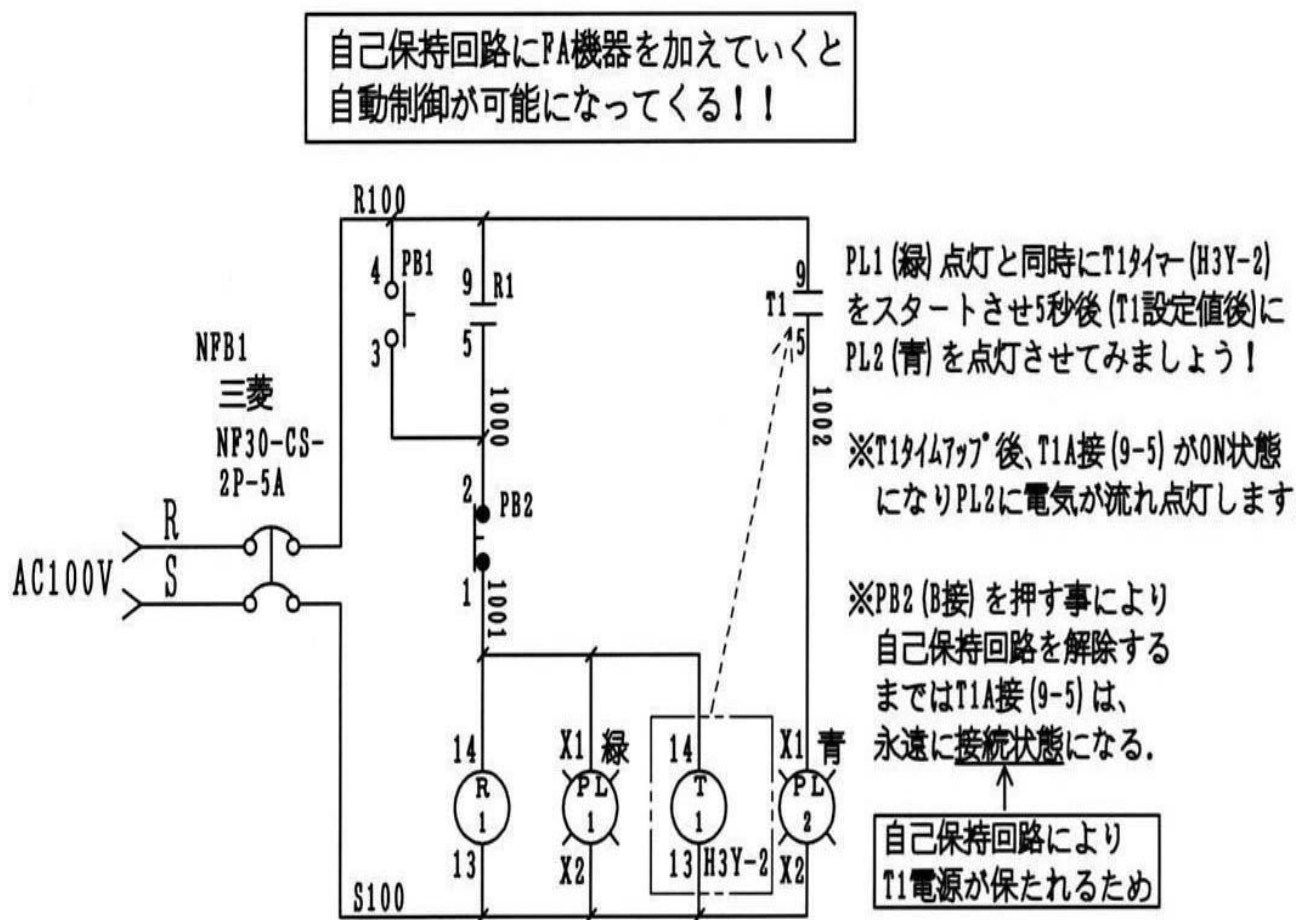 自己保持回路にFA機器を加えていくと
自動制御が可能になってくる！！
R100
4
PB1
3
9
R1
5
1000
2
PB2
1
1001
T1
9
5
1002
NFB1
三菱
NF30-CS-
2P-5A
AC100V
R
S
PL1(緑)点灯と同時にT1ﾀｲﾏｰ(H3Y-2)
をスタートさせ5秒後(T1設定値後)に
PL2(青)を点灯させてみましょう！
※T1ﾀｲﾑｱｯﾌﾟ後、T1A接(9-5)がON状態
になりPL2に電気が流れ点灯します
※PB2(B接)を押す事により
自己保持回路を解除する
まではT1A接(9-5)は、
永遠に接続状態になる.
自己保持回路により
T1電源が保たれるため
14
R
1
13
X1
緑
PL
1
X2
14
T
1
13
H3Y-2
X1
青
PL
2
X2
S100